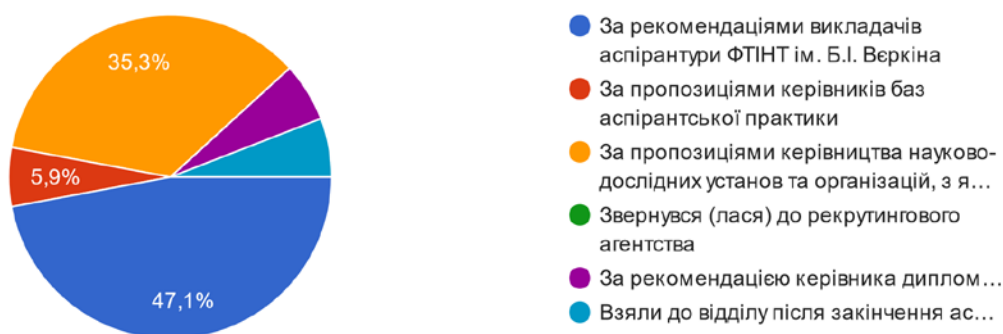 35,3%
5,9%
47,1%
За рекомендаціями викладачів
аспірантури ФТІНТ ім. Б.І. Вєркіна
За пропозиціями керівників баз
аспірантської практики
За пропозиціями керівництва науково-
дослідних установ та організацій, з я…
Звернувся (лася) до рекрутингового
агентства
За рекомендацією керівника диплом…
Взяли до відділу після закінчення ас…